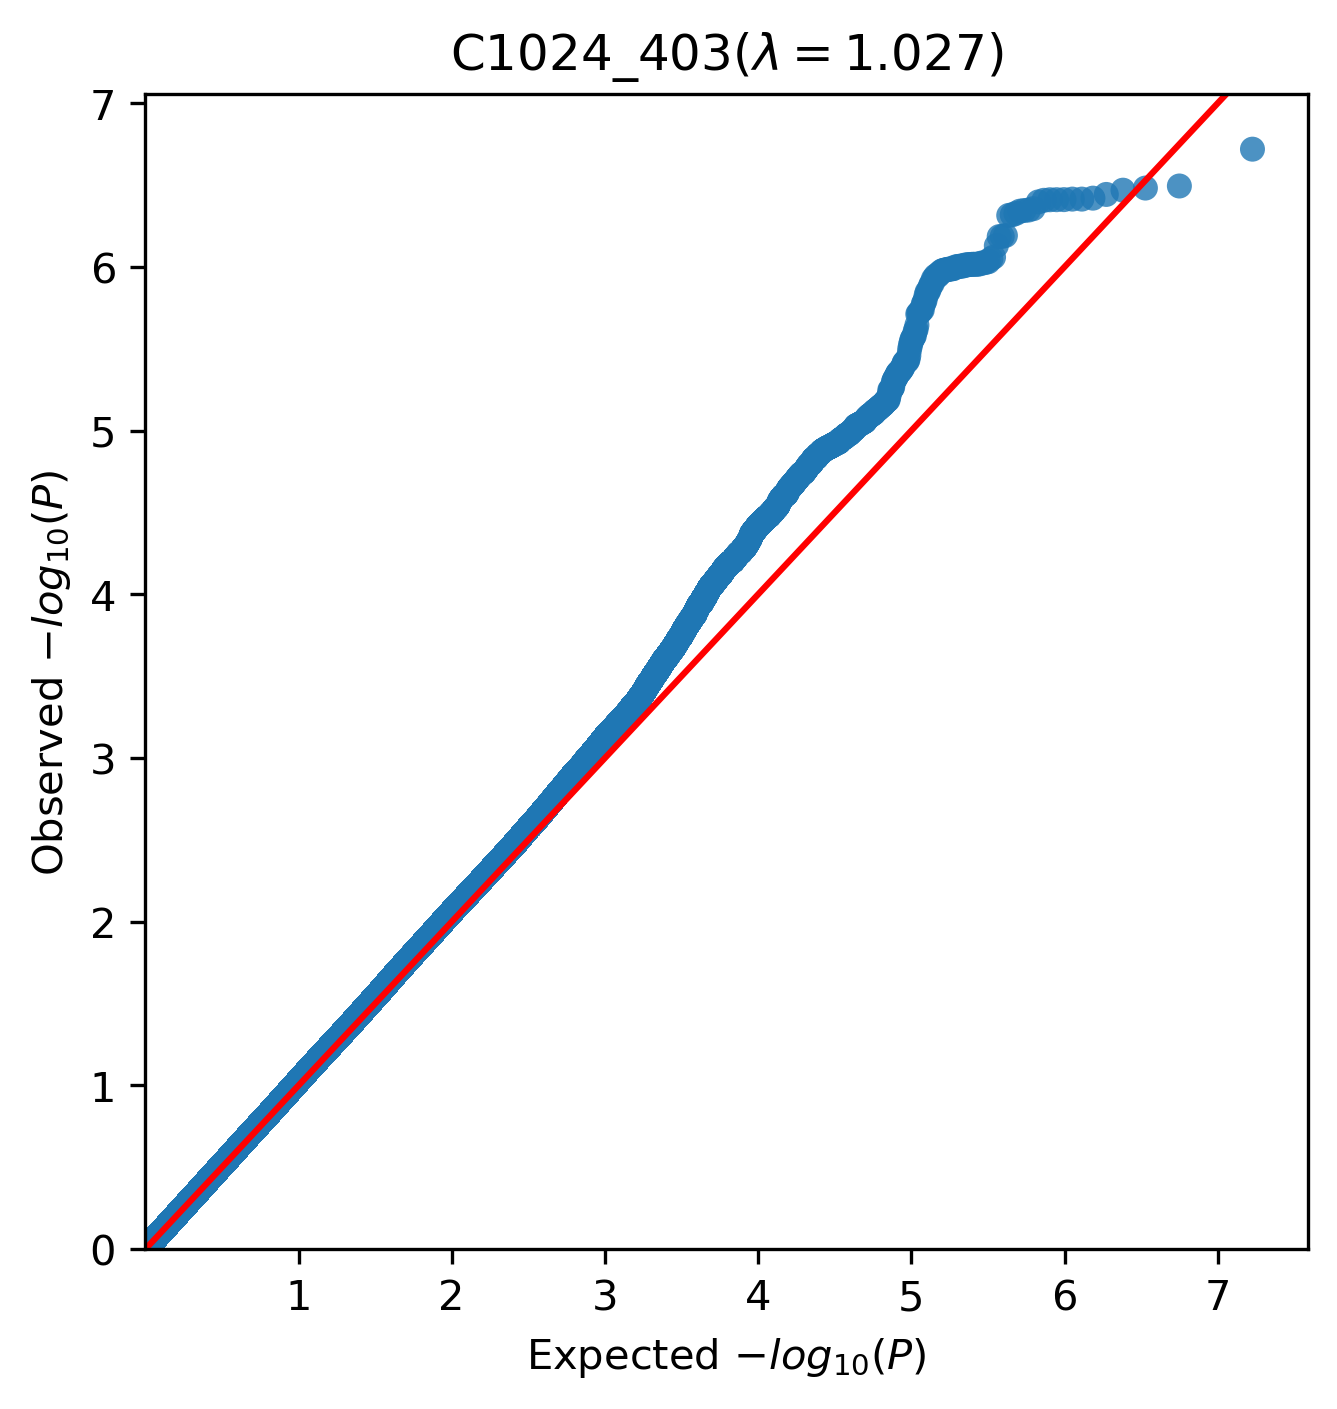 C1024_403(λ = 1.027)
7
6
5
4
3
2
1
0
Observed −log₁₀(P)
1 2 3 4 5 6 7
Expected −log₁₀(P)